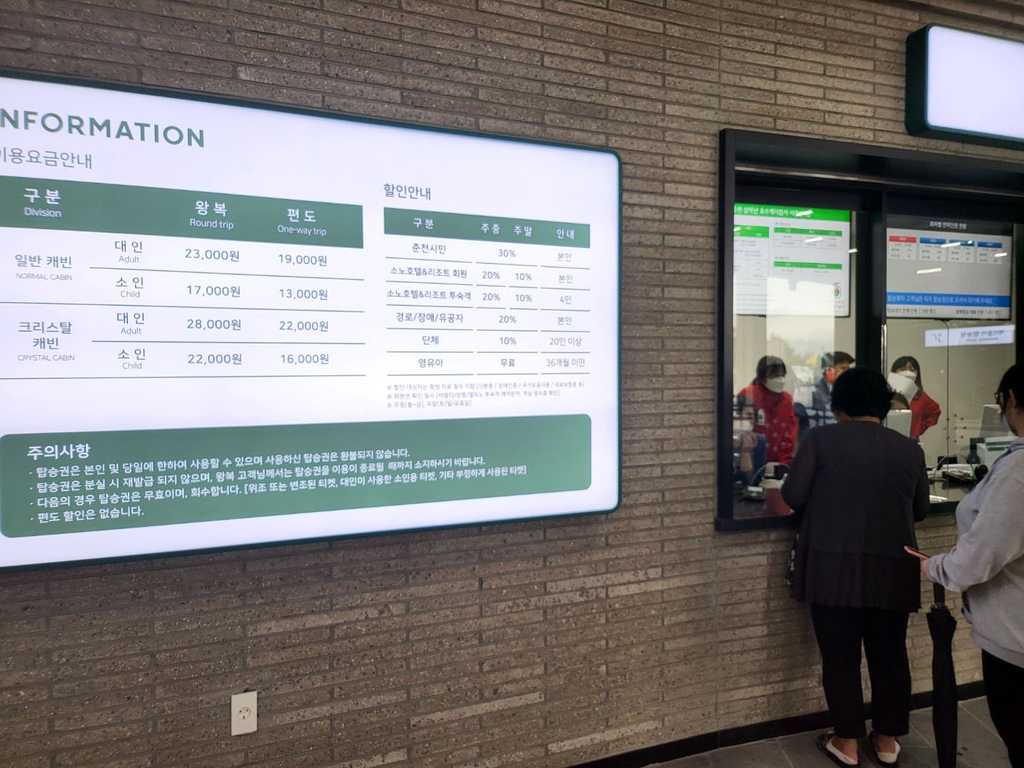 NFORMATION
이용요금안내
구 분 왕 복 편 도
Division Round trip One-way trip
일반 캐빈 대 인 23,000원 19,000원
NORMAL CABIN Adult
소 인 17,000원 13,000원
Child
크리스탈 캐빈 대 인 28,000원 22,000원
CRYSTAL CABIN Adult
소 인 22,000원 16,000원
Child
할인안내
구 분 주 중 주 말 안 내
춘천시민 30% 본인
소노호텔&리조트 회원 20% 10% 본인
소노호텔&리조트 투숙객 20% 10% 4인
경로/장애/유공자 20% 본인
단체 10% 20인 이상
영유아 무료 36개월 미만
※ 주중[월~금], 주말[토/일/공휴일]
주의사항
- 탑승권은 본인 및 당일에 한하여 사용할 수 있으며 사용하신 탑승권은 환불되지 않습니다.
- 탑승권은 분실 시 재발급 되지 않으며, 왕복 고객님께서는 탑승권을 이용이 종료될 때까지 소지하시기 바랍니다.
- 다음의 경우 탑승권은 무효이며, 회수합니다. [위조 또는 변조된 티켓, 대인이 사용한 소인용 티켓, 기타 부정하게 사용된 티켓]
- 편도 할인은 없습니다.